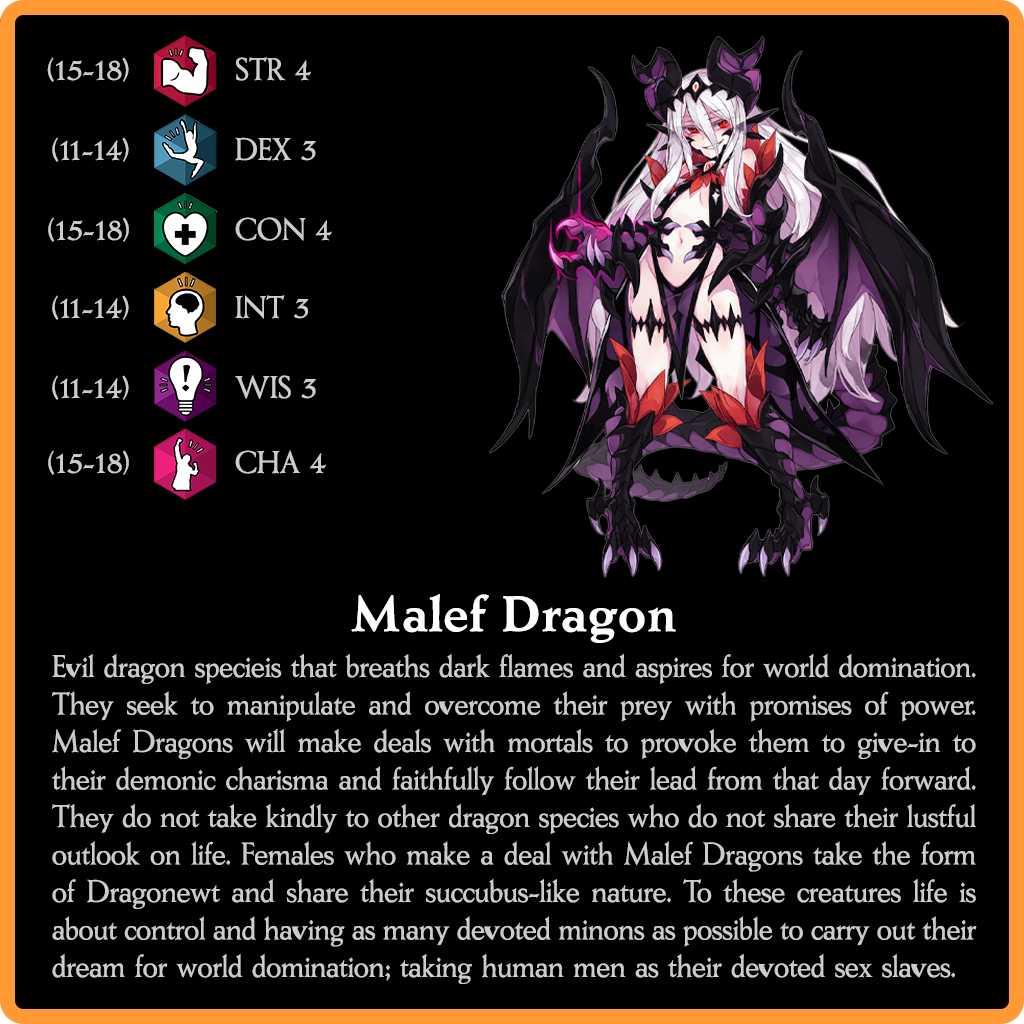 (15-18) STR 4
(11-14) DEX 3
(15-18) CON 4
(11-14) INT 3
(11-14) WIS 3
(15-18) CHA 4
Malef Dragon
Evil dragon specieis that breaths dark flames and aspires for world domination.
They seek to manipulate and overcome their prey with promises of power.
Malef Dragons will make deals with mortals to provoke them to give-in to
their demonic charisma and faithfully follow their lead from that day forward.
They do not take kindly to other dragon species who do not share their lustful
outlook on life. Females who make a deal with Malef Dragons take the form
of Dragonewt and share their succubus-like nature. To these creatures life is
about control and having as many devoted minons as possible to carry out their
dream for world domination; taking human men as their devoted sex slaves.